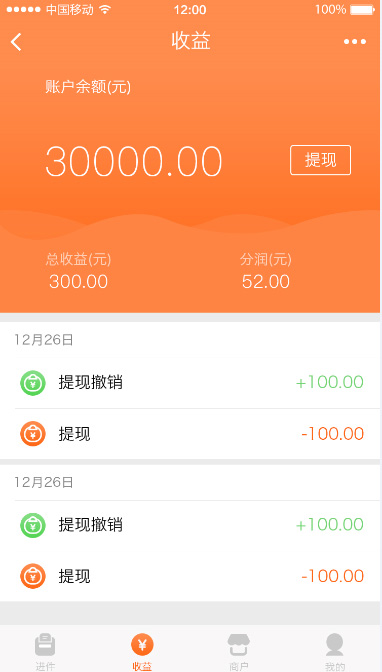 中国移动 12:00 100%
收益
账户余额(元)
30000.00 提现
总收益(元) 分润(元)
300.00 52.00
12月26日
提现撤销 +100.00
提现 -100.00
12月26日
提现撤销 +100.00
提现 -100.00
进件 收益 商户 我的